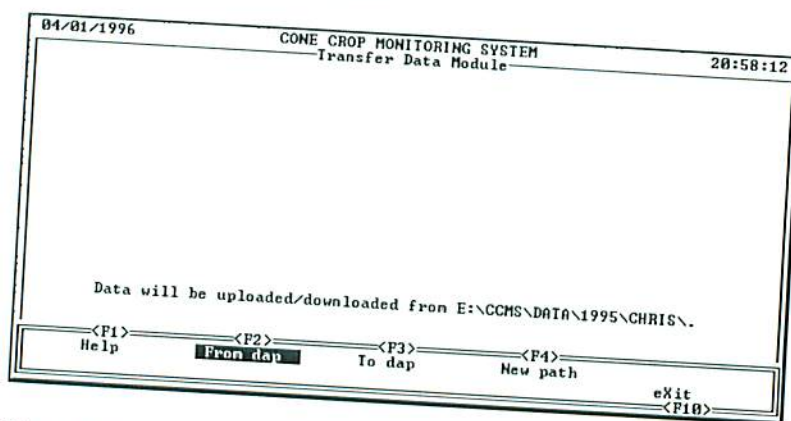 04/01/1996 CONE CROP MONITORING SYSTEM 20:58:12
Transfer Data Module
Data will be uploaded/downloaded from E:\CCMS\DATA\1995\CHRIS\.
<F1> <F2> <F3> <F4>
Help From dap To dap New path eXit
<F10>